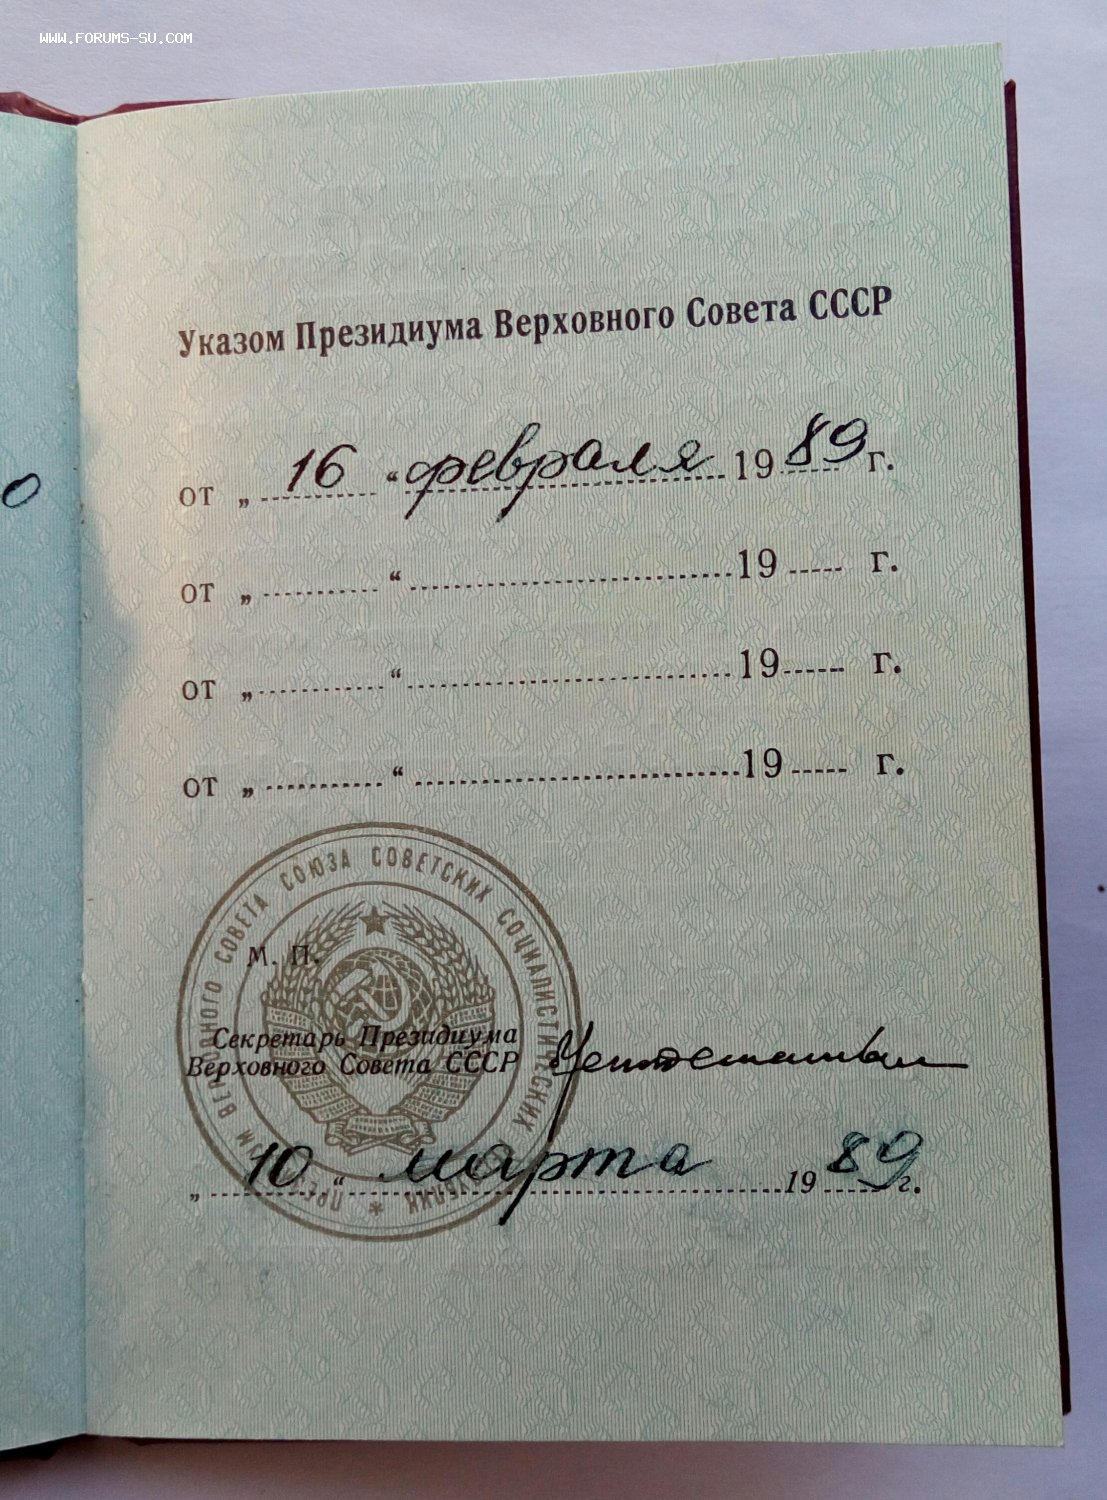 WWW.FORUMS-SU.COM
Указом Президиума Верховного Совета СССР
от „ 16 “ февраля 1989 г.
от „ “ 19 г.
от „ “ 19 г.
от „ “ 19 г.
ПРЕЗИДИУМ ВЕРХОВНОГО СОВЕТА СОЮЗА СОВЕТСКИХ СОЦИАЛИСТИЧЕСКИХ РЕСПУБЛИК *
М. П.
Секретарь Президиума
Верховного Совета СССР
„ 10 “ марта 1989 г.